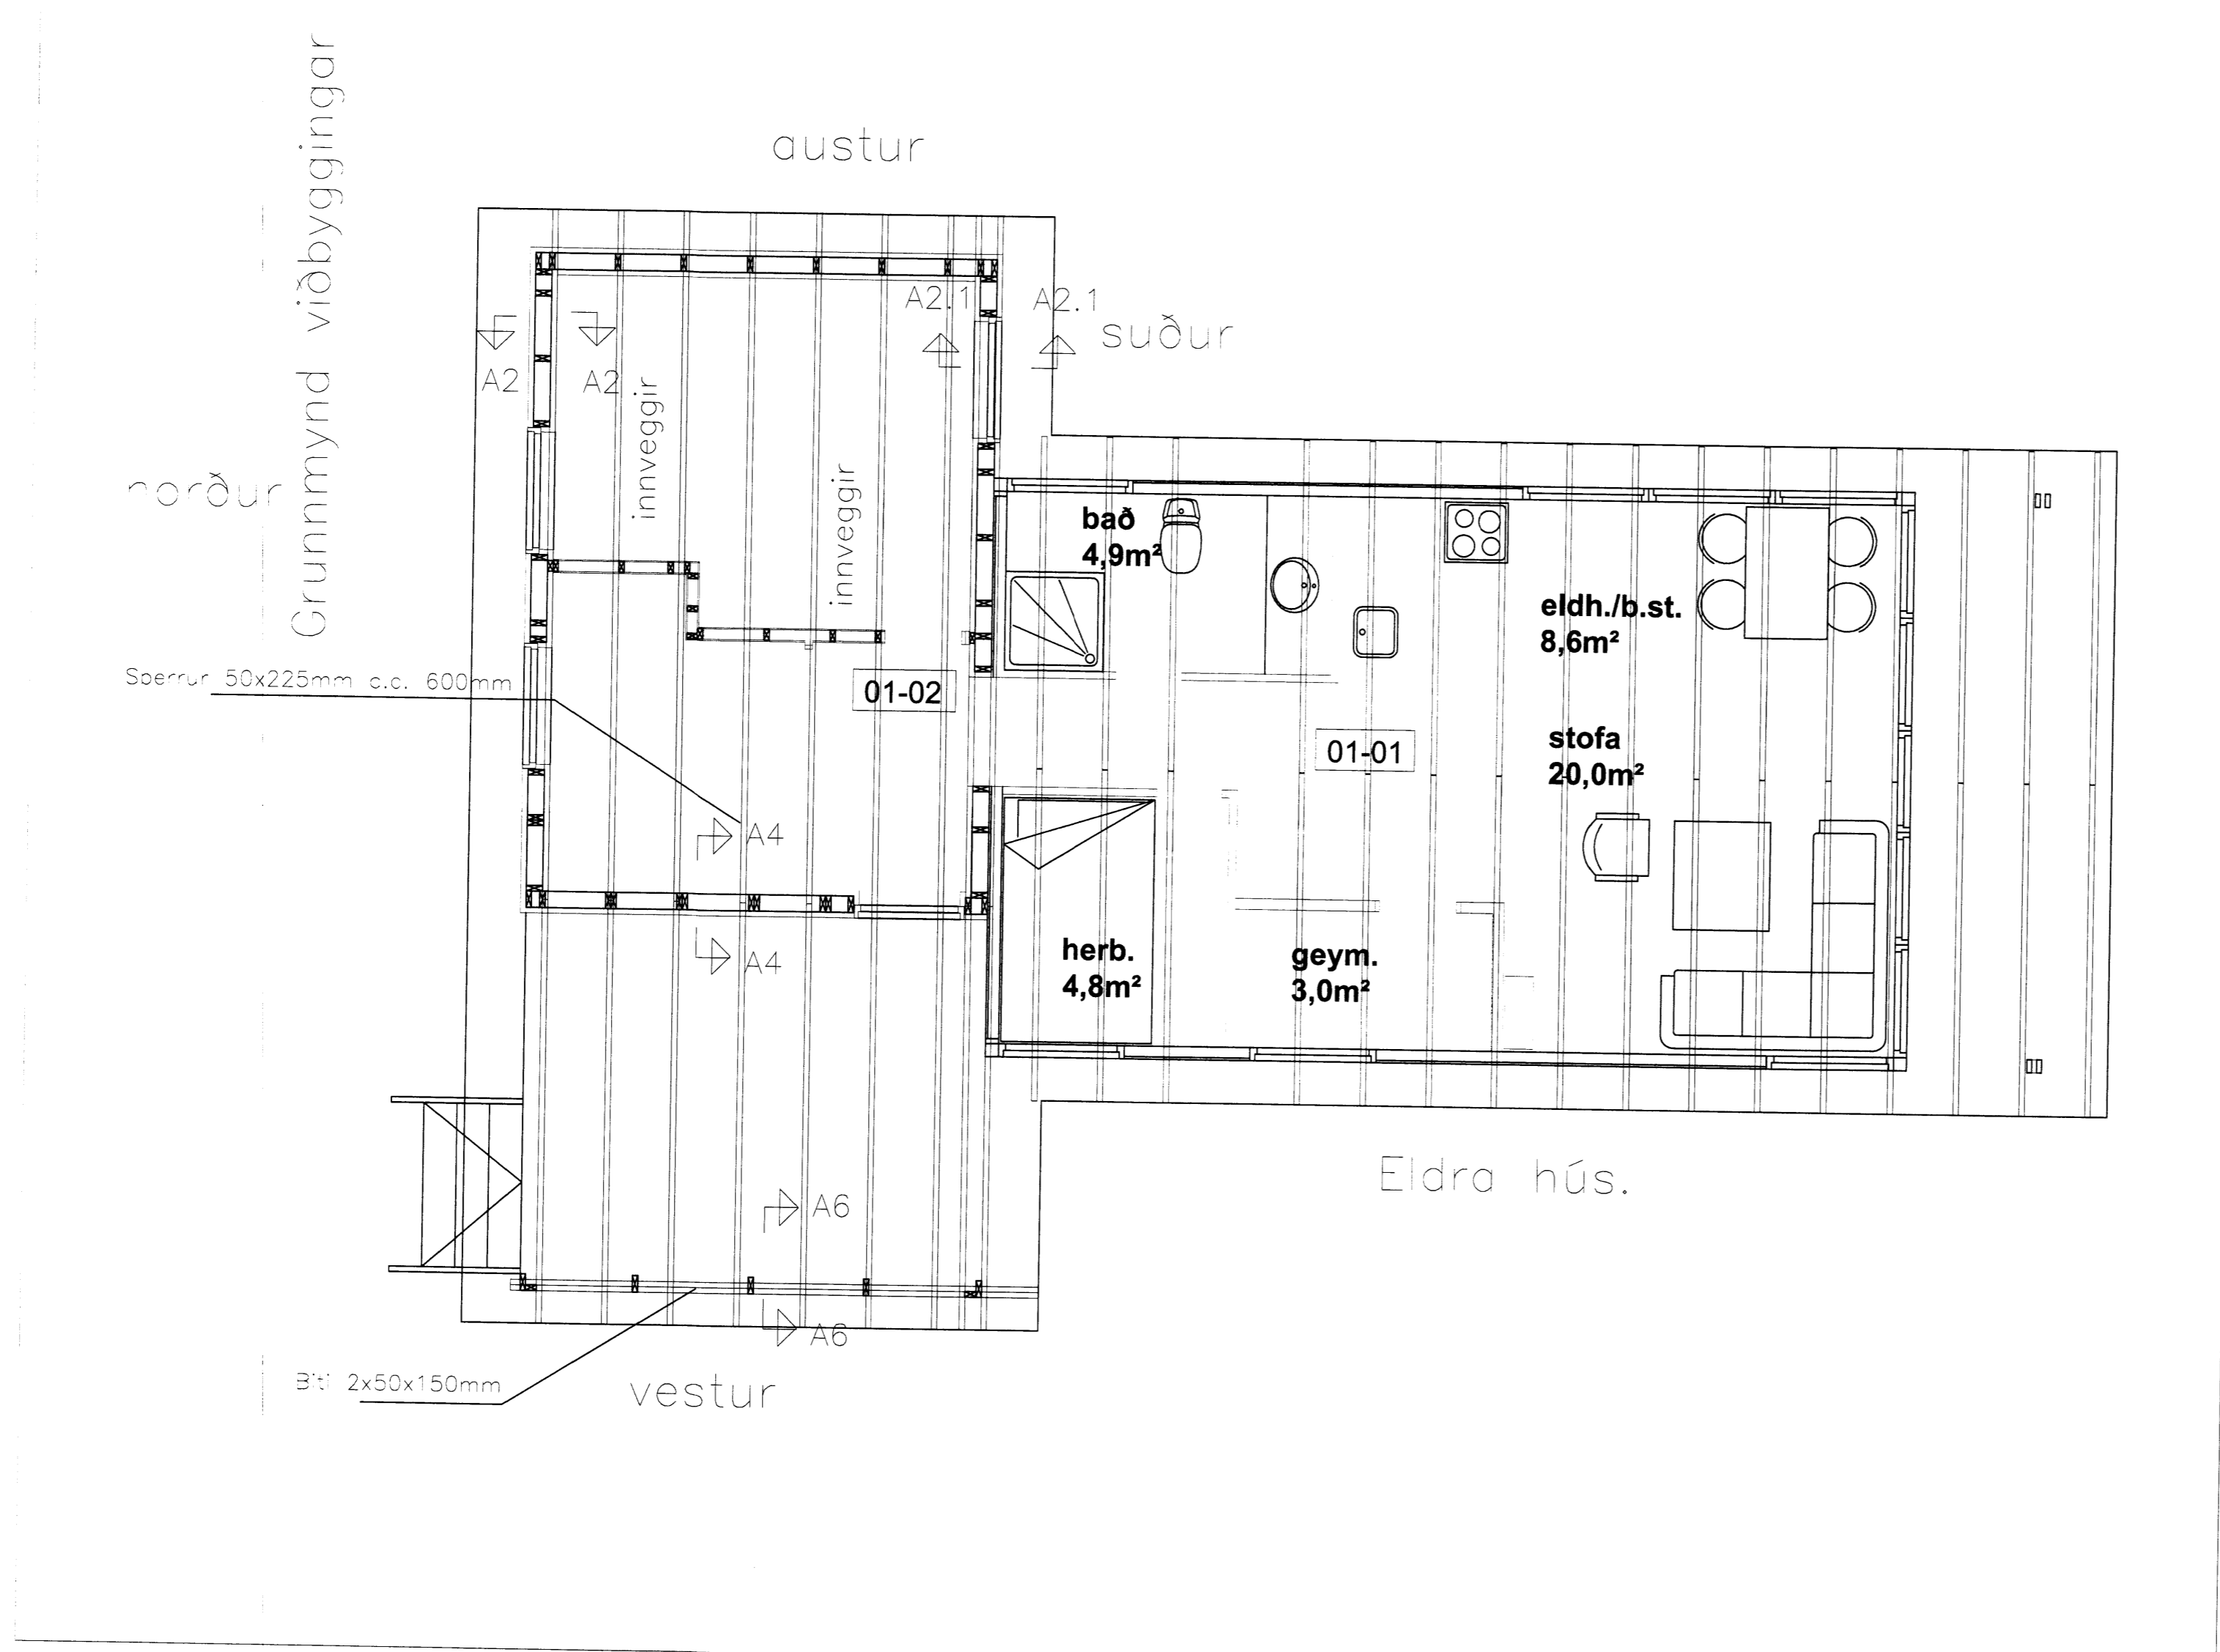 Grunnmynd viðbyggingar
austur
A2.1
A2.1
suður
A2
A2
innveggir
innveggir
norður
bað
4,9m²
eldh./b.st.
8,6m²
Sperrur 50x225mm c.c. 600mm
01-02
01-01
stofa
20,0m²
A4
A4
herb.
4,8m²
geym.
3,0m²
Eldra hús.
A6
A6
Biti 2x50x150mm
vestur